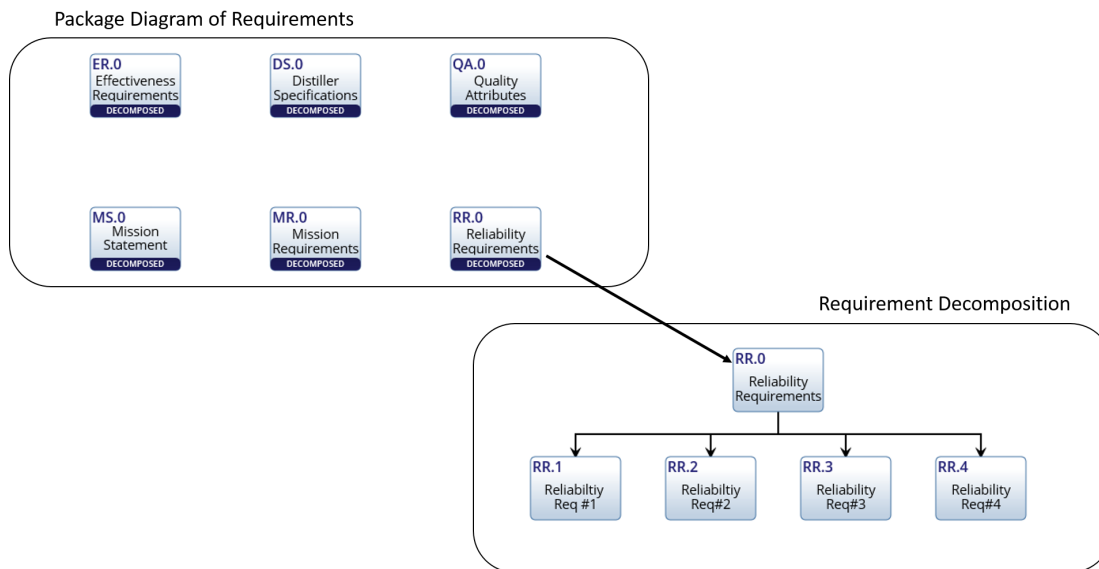 Package Diagram of Requirements
ER.0
Effectiveness
Requirements
DECOMPOSED
DS.0
Distiller
Specifications
DECOMPOSED
QA.0
Quality
Attributes
DECOMPOSED
MS.0
Mission
Statement
DECOMPOSED
MR.0
Mission
Requirements
DECOMPOSED
RR.0
Reliability
Requirements
DECOMPOSED
Requirement Decomposition
RR.0
Reliability
Requirements
RR.1
Reliabiltiy
Req #1
RR.2
Reliabiltiy
Req#2
RR.3
Reliability
Req#3
RR.4
Reliability
Req#4